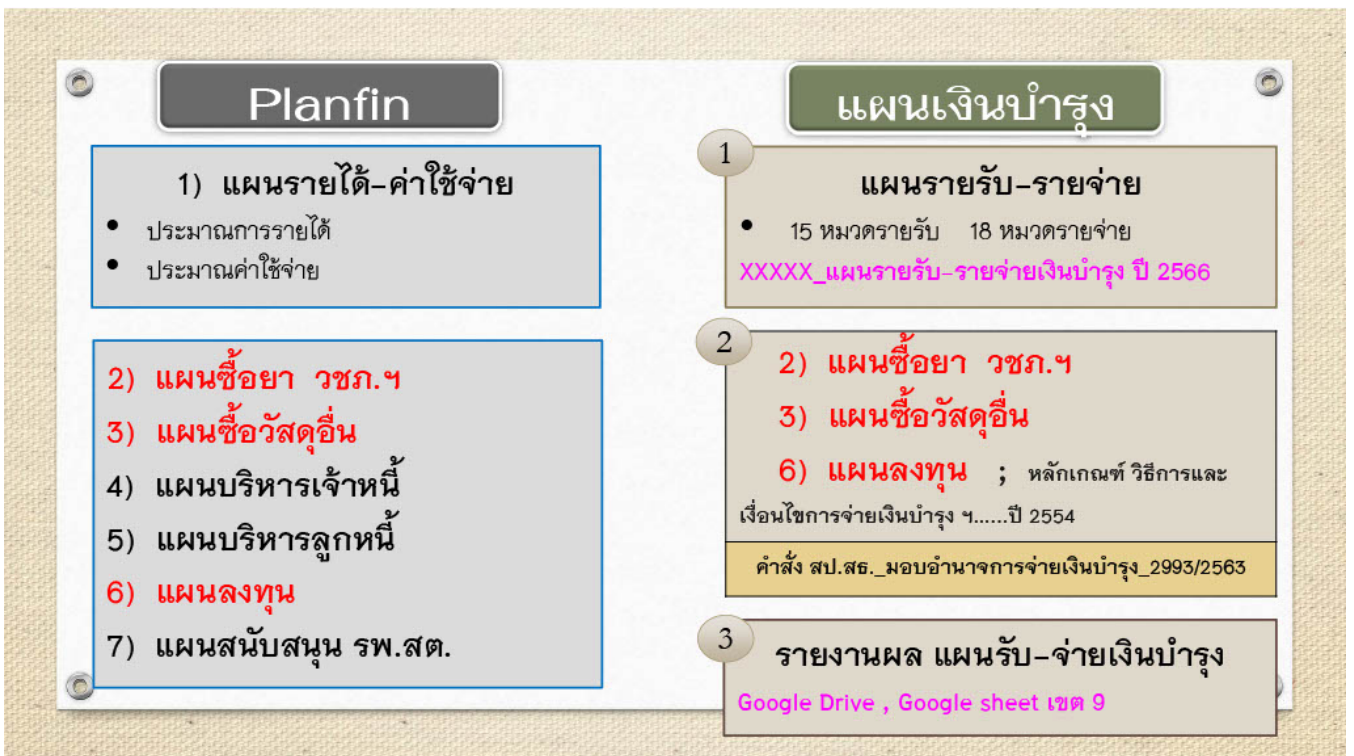 Planfin
1) แผนรายได้-ค่าใช้จ่าย
• ประมาณการรายได้
• ประมาณค่าใช้จ่าย
2) แผนซื้อยา วชภ.ฯ
3) แผนซื้อวัสดุอื่น
4) แผนบริหารเจ้าหนี้
5) แผนบริหารลูกหนี้
6) แผนลงทุน
7) แผนสนับสนุน รพ.สต.
แผนเงินบำรุง
1
แผนรายรับ-รายจ่าย
• 15 หมวดรายรับ 18 หมวดรายจ่าย
XXXXX_แผนรายรับ-รายจ่ายเงินบำรุง ปี 2566
2
2) แผนซื้อยา วชภ.ฯ
3) แผนซื้อวัสดุอื่น
6) แผนลงทุน ; หลักเกณฑ์ วิธีการและ
เงื่อนไขการจ่ายเงินบำรุง ฯ......ปี 2554
คำสั่ง สป.สธ._มอบอำนาจการจ่ายเงินบำรุง_2993/2563
3
รายงานผล แผนรับ-จ่ายเงินบำรุง
Google Drive , Google sheet เขต 9